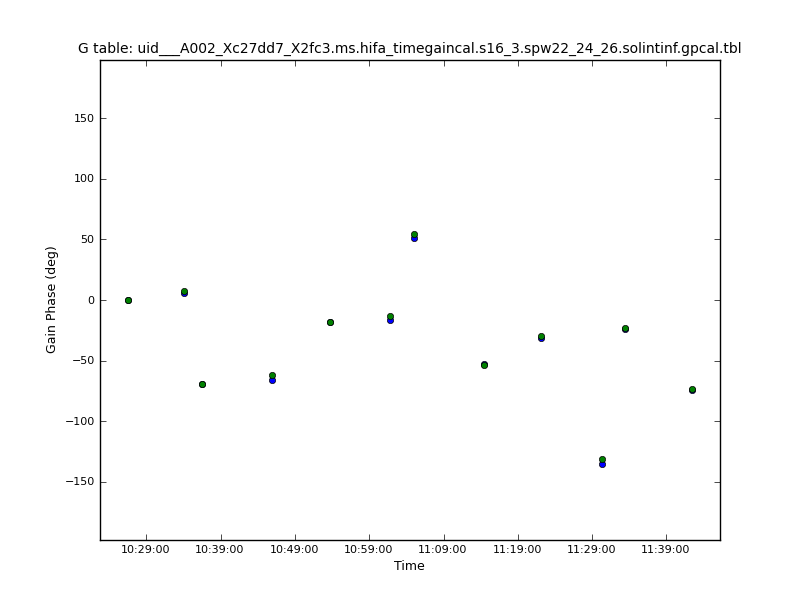 G table: uid___A002_Xc27dd7_X2fc3.ms.hifa_timegaincal.s16_3.spw22_24_26.solintinf.gpcal.tbl
150
100
50
0
−50
−100
−150
Gain Phase (deg)
10:29:00 10:39:00 10:49:00 10:59:00 11:09:00 11:19:00 11:29:00 11:39:00
Time